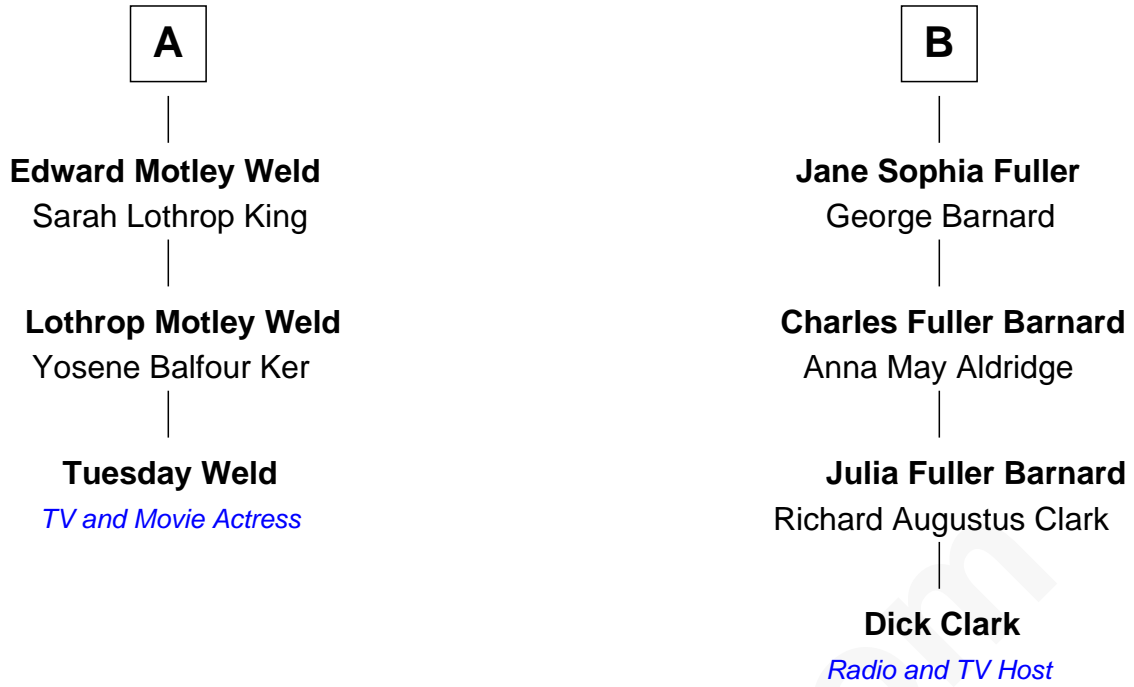 A
Edward Motley Weld
Sarah Lothrop King
Lothrop Motley Weld
Yosene Balfour Ker
Tuesday Weld
TV and Movie Actress
B
Jane Sophia Fuller
George Barnard
Charles Fuller Barnard
Anna May Aldridge
Julia Fuller Barnard
Richard Augustus Clark
Dick Clark
Radio and TV Host